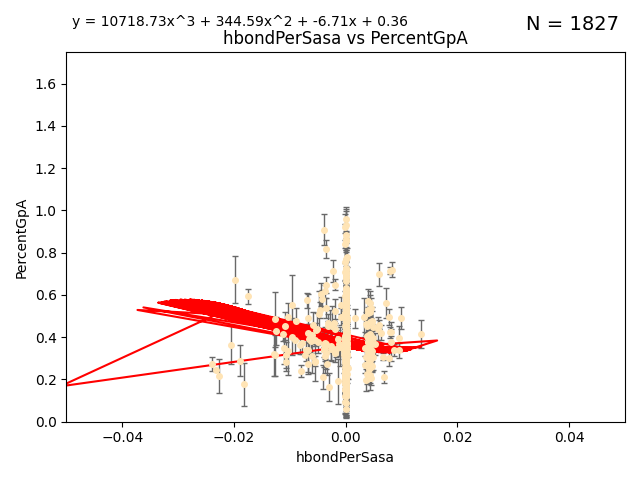 y = 10718.73x^3 + 344.59x^2 + -6.71x + 0.36
N = 1827
hbondPerSasa vs PercentGpA
PercentGpA
1.6
1.4
1.2
1.0
0.8
0.6
0.4
0.2
0.0
−0.04 −0.02 0.00 0.02 0.04
hbondPerSasa